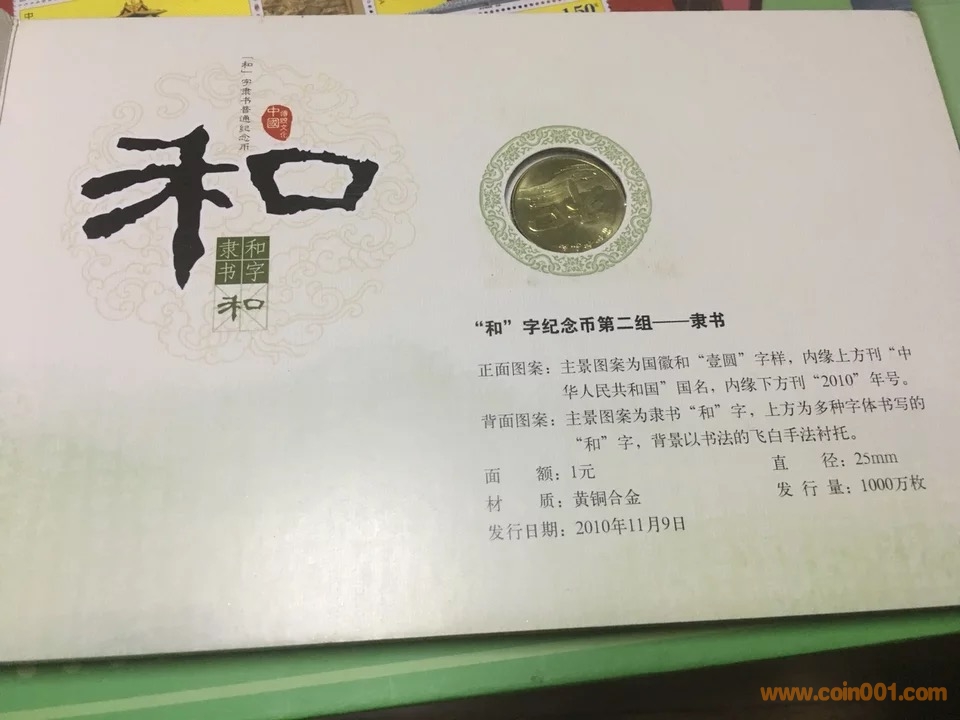 「和」字隶书普通纪念币
中國
傳統文化
和
和字
隶书
和
“和”字纪念币第二组——隶书
正面图案：主景图案为国徽和“壹圆”字样，内缘上方刊“中
华人民共和国”国名，内缘下方刊“2010”年号。
背面图案：主景图案为隶书“和”字，上方为多种字体书写的
“和”字，背景以书法的飞白手法衬托。
面 额：1元 直 径：25mm
材 质：黄铜合金 发 行 量：1000万枚
发行日期：2010年11月9日
中
150
www.coin001.com